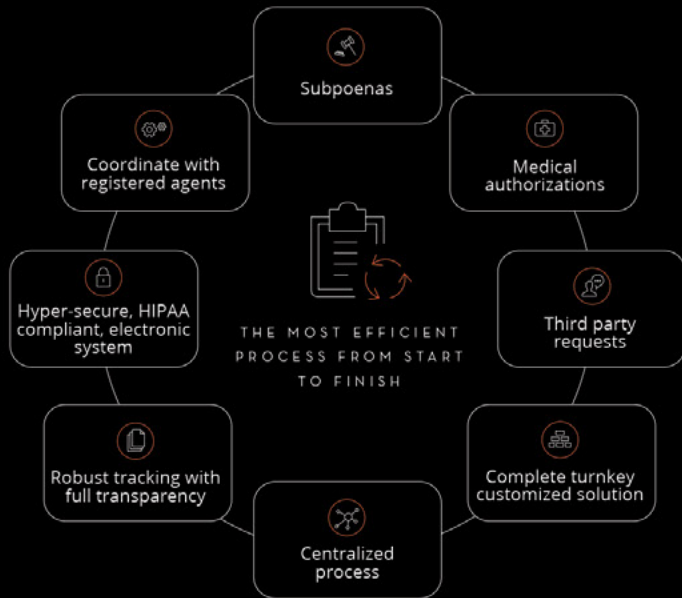 Subpoenas
Medical
authorizations
Third party
requests
Complete turnkey
customized solution
Centralized
process
Robust tracking with
full transparency
Hyper-secure, HIPAA
compliant, electronic
system
Coordinate with
registered agents
THE MOST EFFICIENT
PROCESS FROM START
TO FINISH